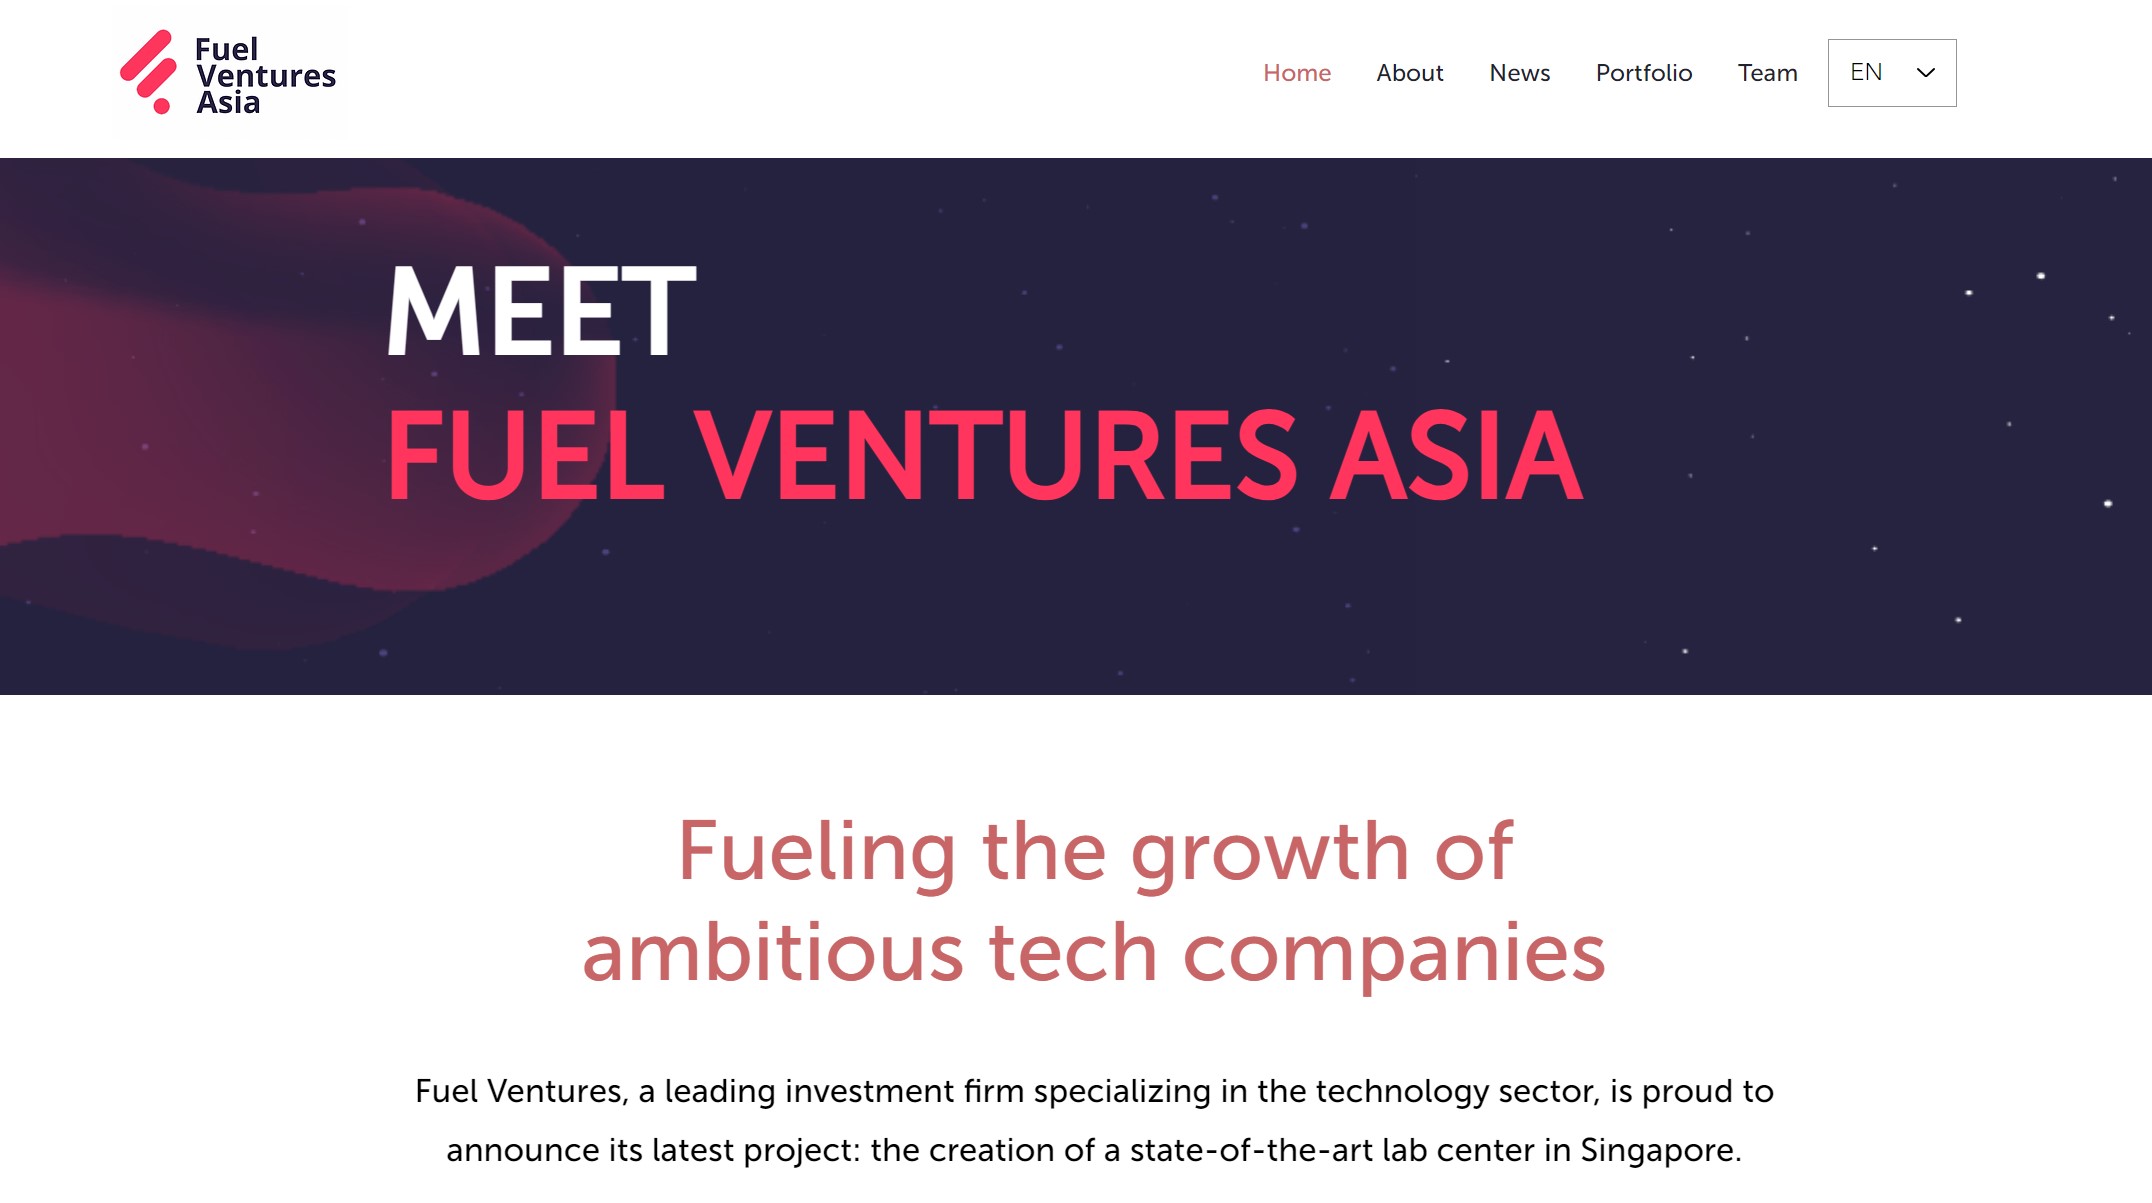 Fuel
Ventures
Asia
Home About News Portfolio Team EN
MEET
FUEL VENTURES ASIA
Fueling the growth of
ambitious tech companies
Fuel Ventures, a leading investment firm specializing in the technology sector, is proud to
announce its latest project: the creation of a state-of-the-art lab center in Singapore.